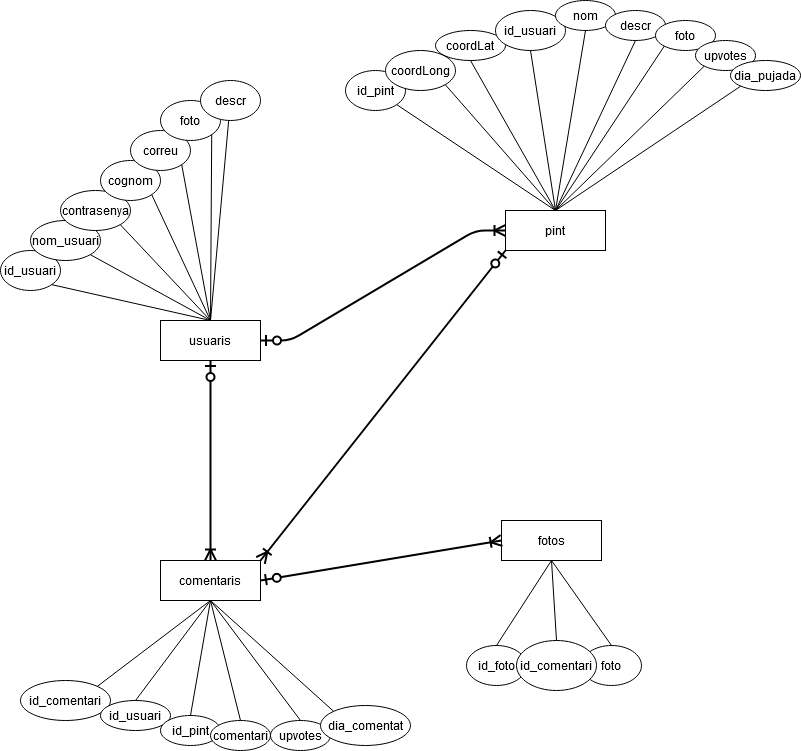 nom
descr
id_usuari
foto
coordLat
upvotes
coordLong
dia_pujada
id_pint
descr
foto
correu
cognom
contrasenya
nom_usuari
id_usuari
pint
usuaris
fotos
comentaris
id_foto
id_comentari
foto
id_comentari
id_usuari
id_pint
comentari
upvotes
dia_comentat